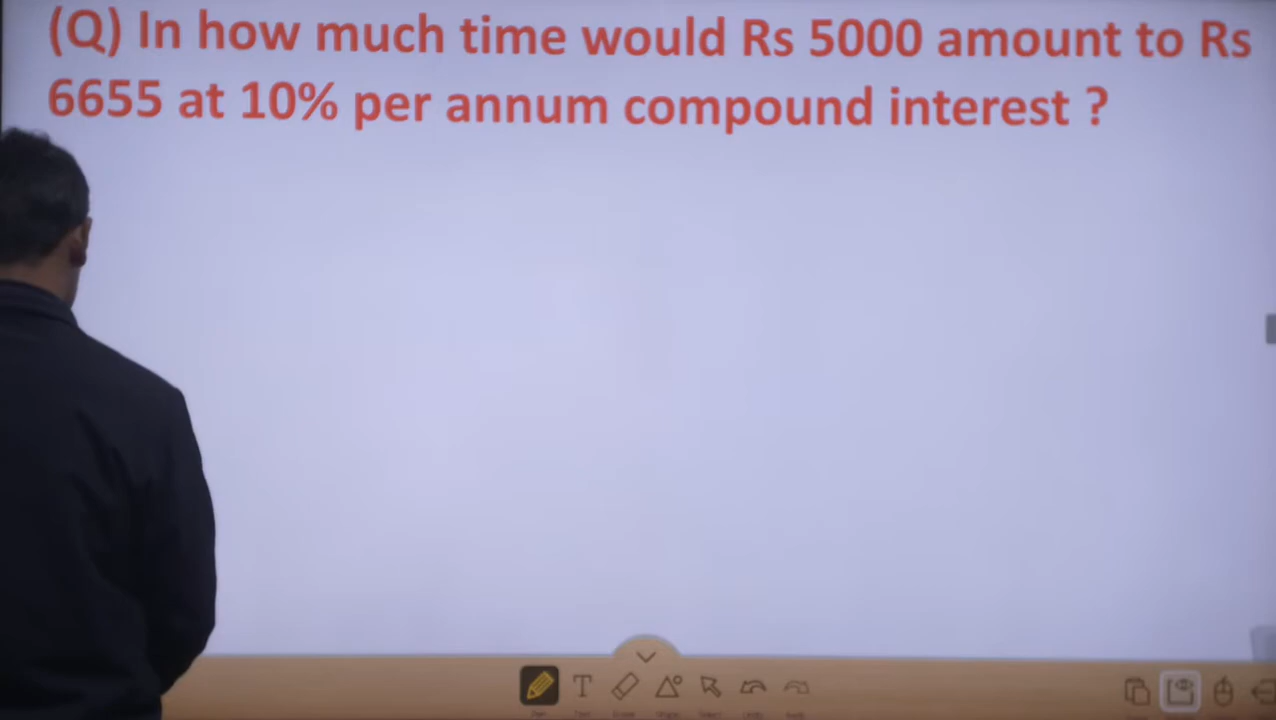 (Q) In how much time would Rs 5000 amount to Rs
6655 at 10% per annum compound interest ?